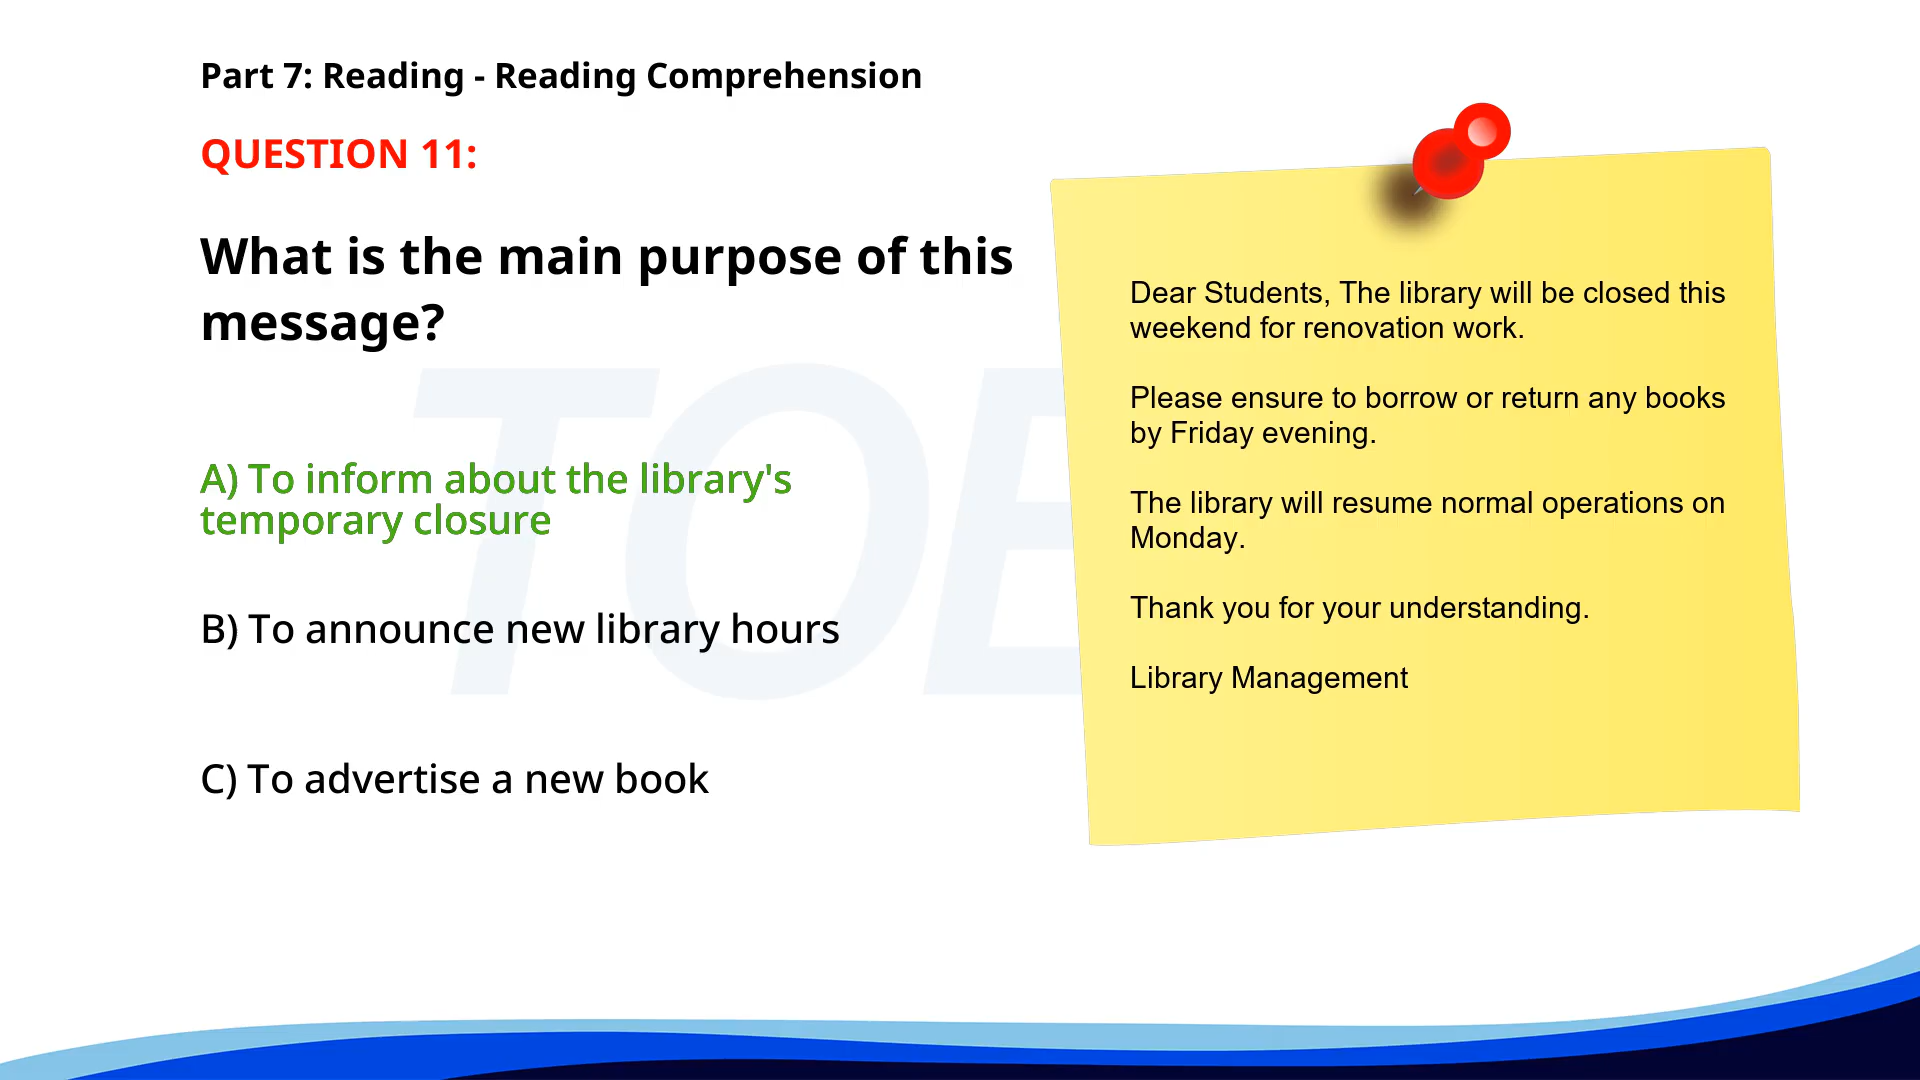 Part 7: Reading - Reading Comprehension
QUESTION 11:
What is the main purpose of this
message?
A) To inform about the library's
temporary closure
B) To announce new library hours
C) To advertise a new book
Dear Students, The library will be closed this
weekend for renovation work.
Please ensure to borrow or return any books
by Friday evening.
The library will resume normal operations on
Monday.
Thank you for your understanding.
Library Management